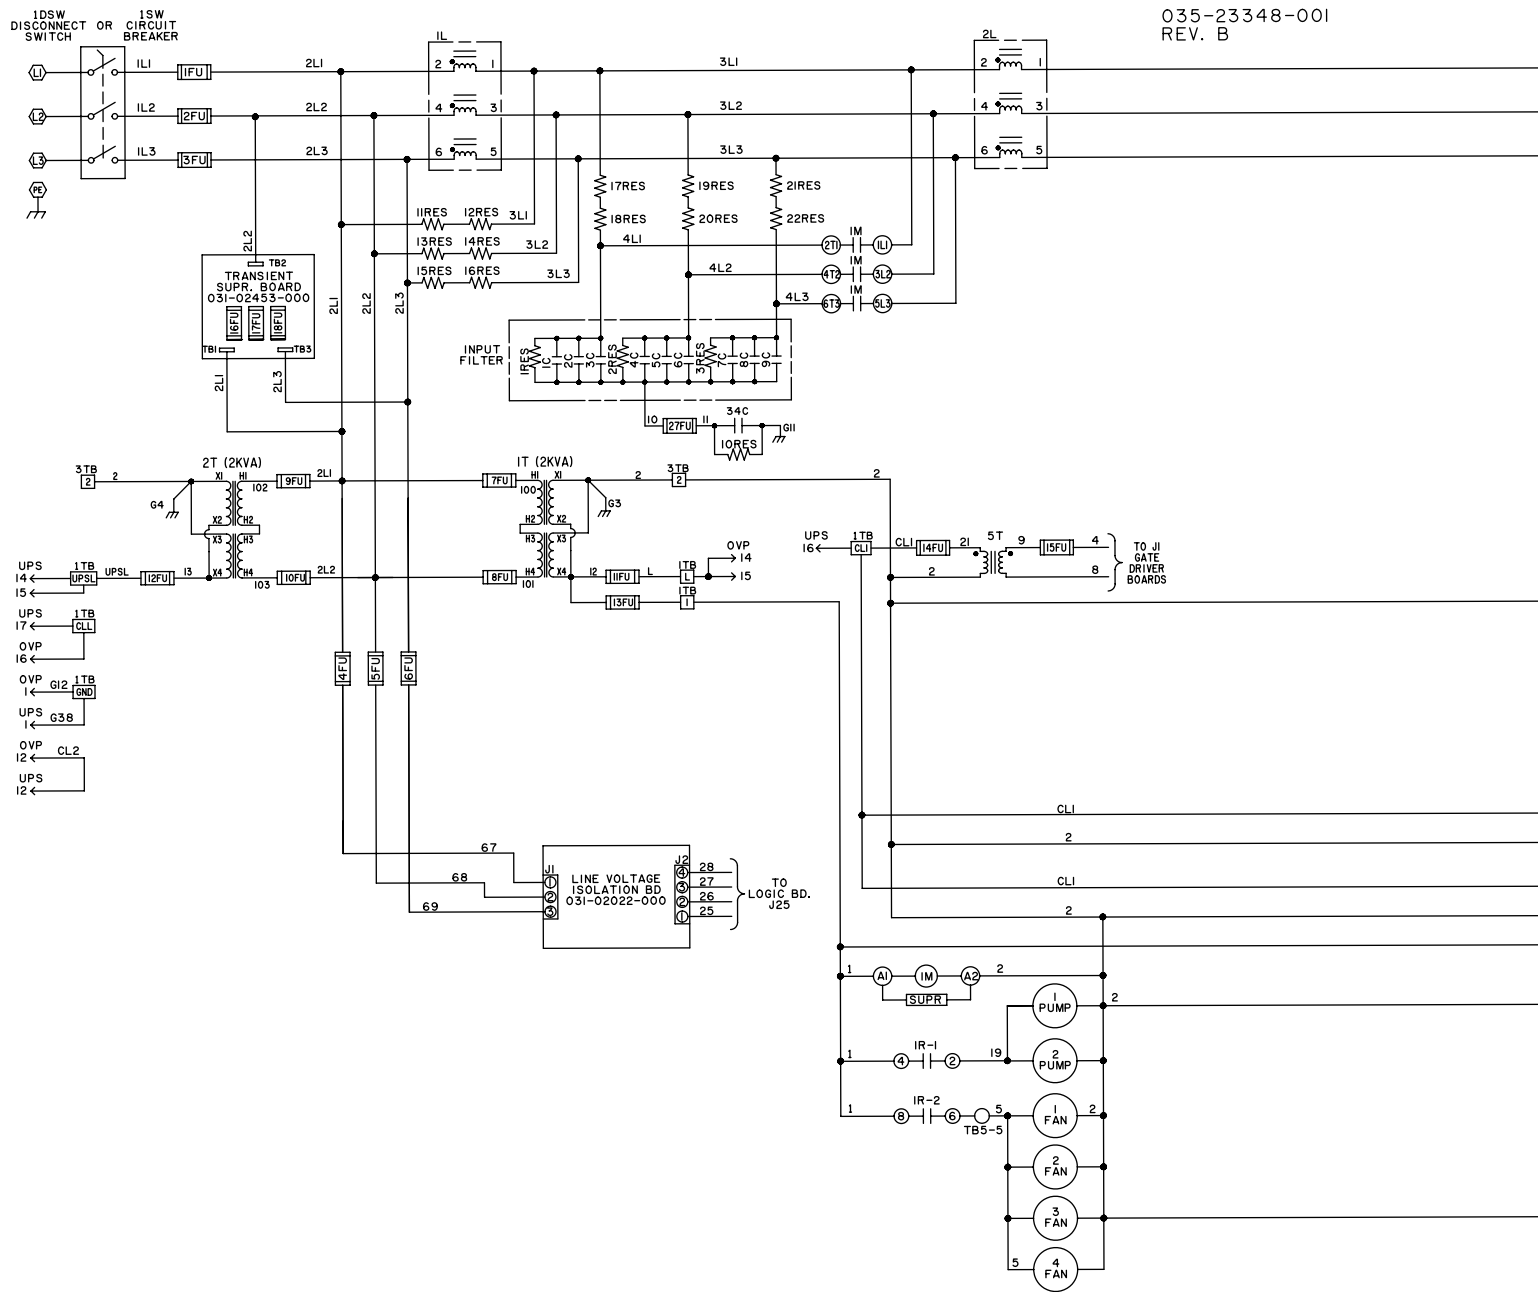 035-23348-001
REV. B
1DSW
DISCONNECT OR
SWITCH
1SW
CIRCUIT
BREAKER
L1
1L1
1FU
2L1
1L
2
1
3L1
2L
2
1
L2
1L2
2FU
2L2
4
3
3L2
4
3
L3
1L3
3FU
2L3
6
5
3L3
6
5
PE
17RES
19RES
21RES
18RES
20RES
22RES
11RES
12RES
3L1
13RES
14RES
3L2
15RES
16RES
3L3
4L1
2T1
1M
1L1
4L2
4T2
1M
3L2
4L3
6T3
1M
5L3
2L2
TB2
TRANSIENT
SUPR. BOARD
031-02453-000
16FU
17FU
18FU
TB1
TB3
2L1
2L3
2L1
2L2
2L3
INPUT
FILTER
1RES
1C
2C
3C
2RES
4C
5C
6C
3RES
7C
8C
9C
10
27FU
11
34C
10RES
G11
3TB
2
2
G4
2T (2KVA)
X1
H1
102
9FU
2L1
X2
H2
X3
H3
X4
H4
103
10FU
2L2
1T (2KVA)
7FU
H1
X1
100
H2
X2
H3
X3
H4
X4
8FU
101
G3
2
3TB
2
2
12
11FU
L
1TB
L
OVP
14
15
13FU
1TB
1
UPS
14
15
1TB
UPSL
UPSL
12FU
13
UPS
17
1TB
CLL
OVP
16
OVP
1
G12
1TB
GND
UPS
1
G38
OVP
12
CL2
UPS
12
UPS
16
1TB
CL1
CL1
14FU
21
5T
9
15FU
4
2
8
TO J1
GATE
DRIVER
BOARDS
4FU
5FU
6FU
67
68
69
J1
1
2
3
LINE VOLTAGE
ISOLATION BD
031-02022-000
J2
4
3
2
1
28
27
26
25
TO
LOGIC BD.
J25
CL1
2
CL1
2
1
A1
1M
A2
2
SUPR
1
PUMP
2
1
4
1R-1
2
19
2
PUMP
1
8
1R-2
6
TB5-5
5
1
FAN
2
2
FAN
3
FAN
5
4
FAN